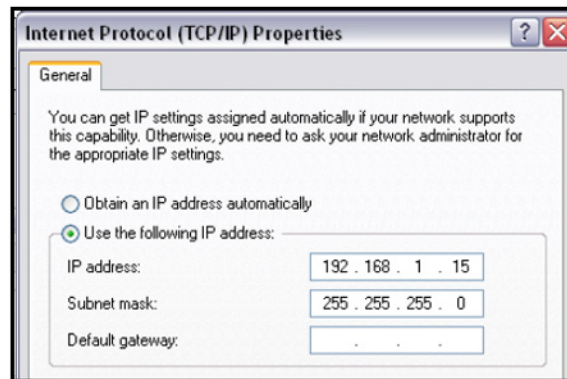 Internet Protocol (TCP/IP) Properties
General
You can get IP settings assigned automatically if your network supports
this capability. Otherwise, you need to ask your network administrator for
the appropriate IP settings.
Obtain an IP address automatically
Use the following IP address:
IP address: 192 . 168 . 1 . 15
Subnet mask: 255 . 255 . 255 . 0
Default gateway: . . .